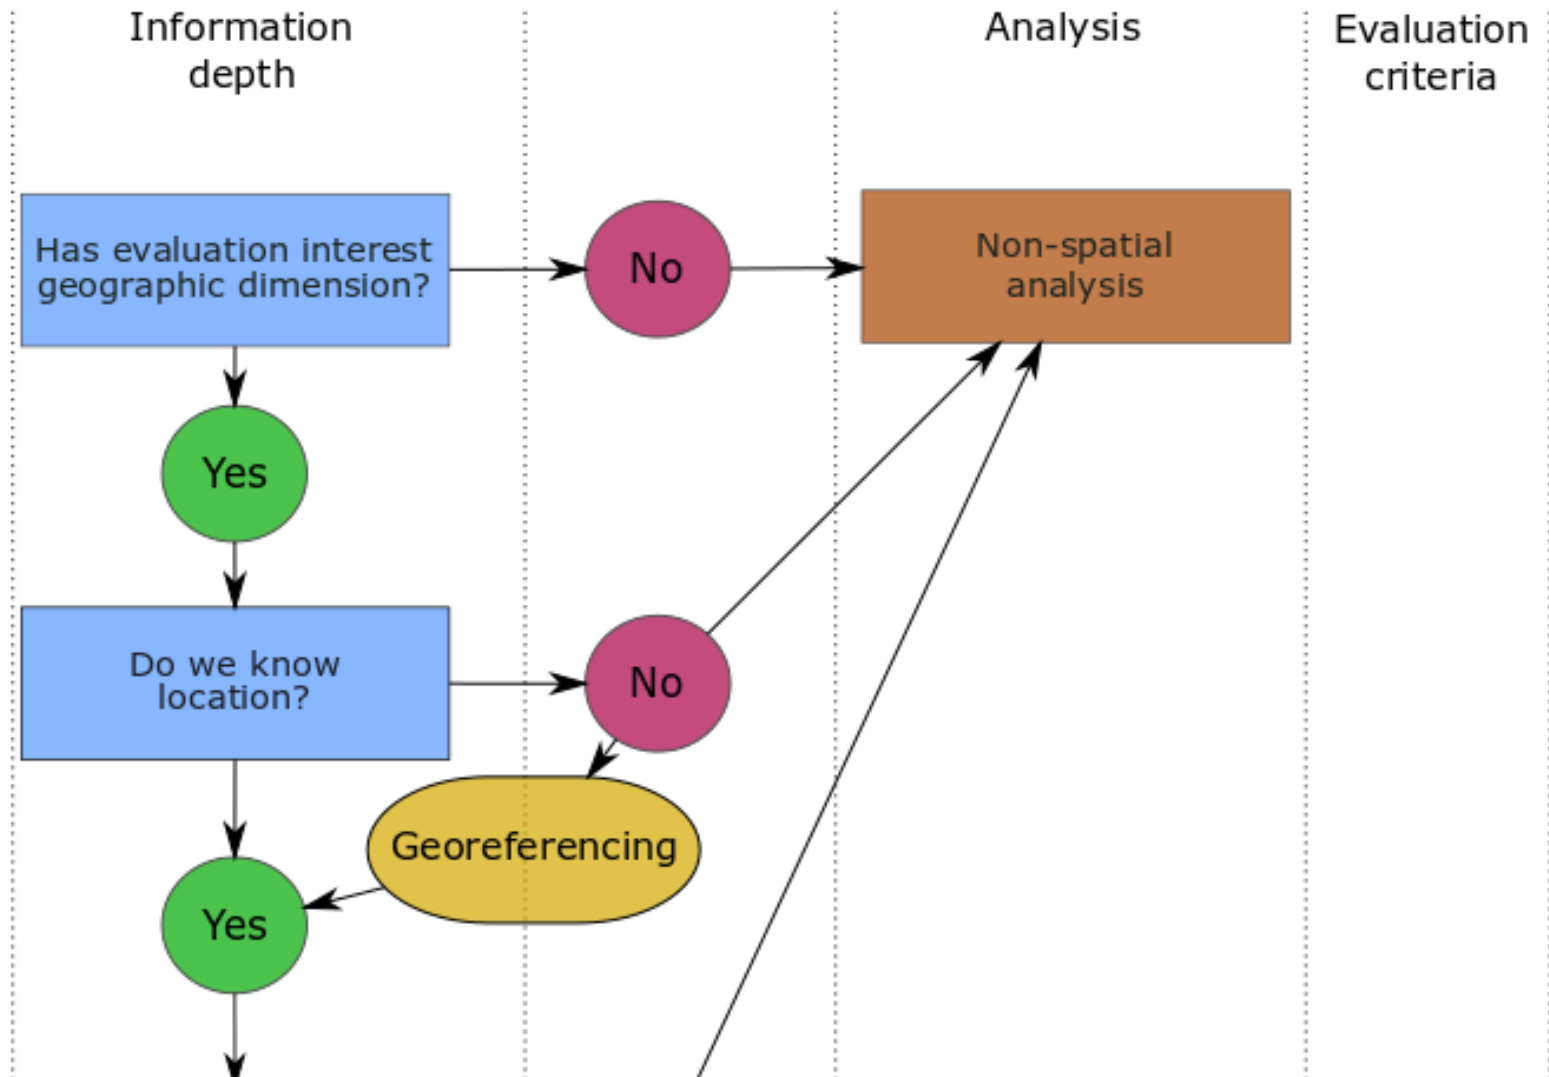 Information
depth
Analysis
Evaluation
criteria
Has evaluation interest
geographic dimension?
No
Non-spatial
analysis
Yes
Do we know
location?
No
Georeferencing
Yes